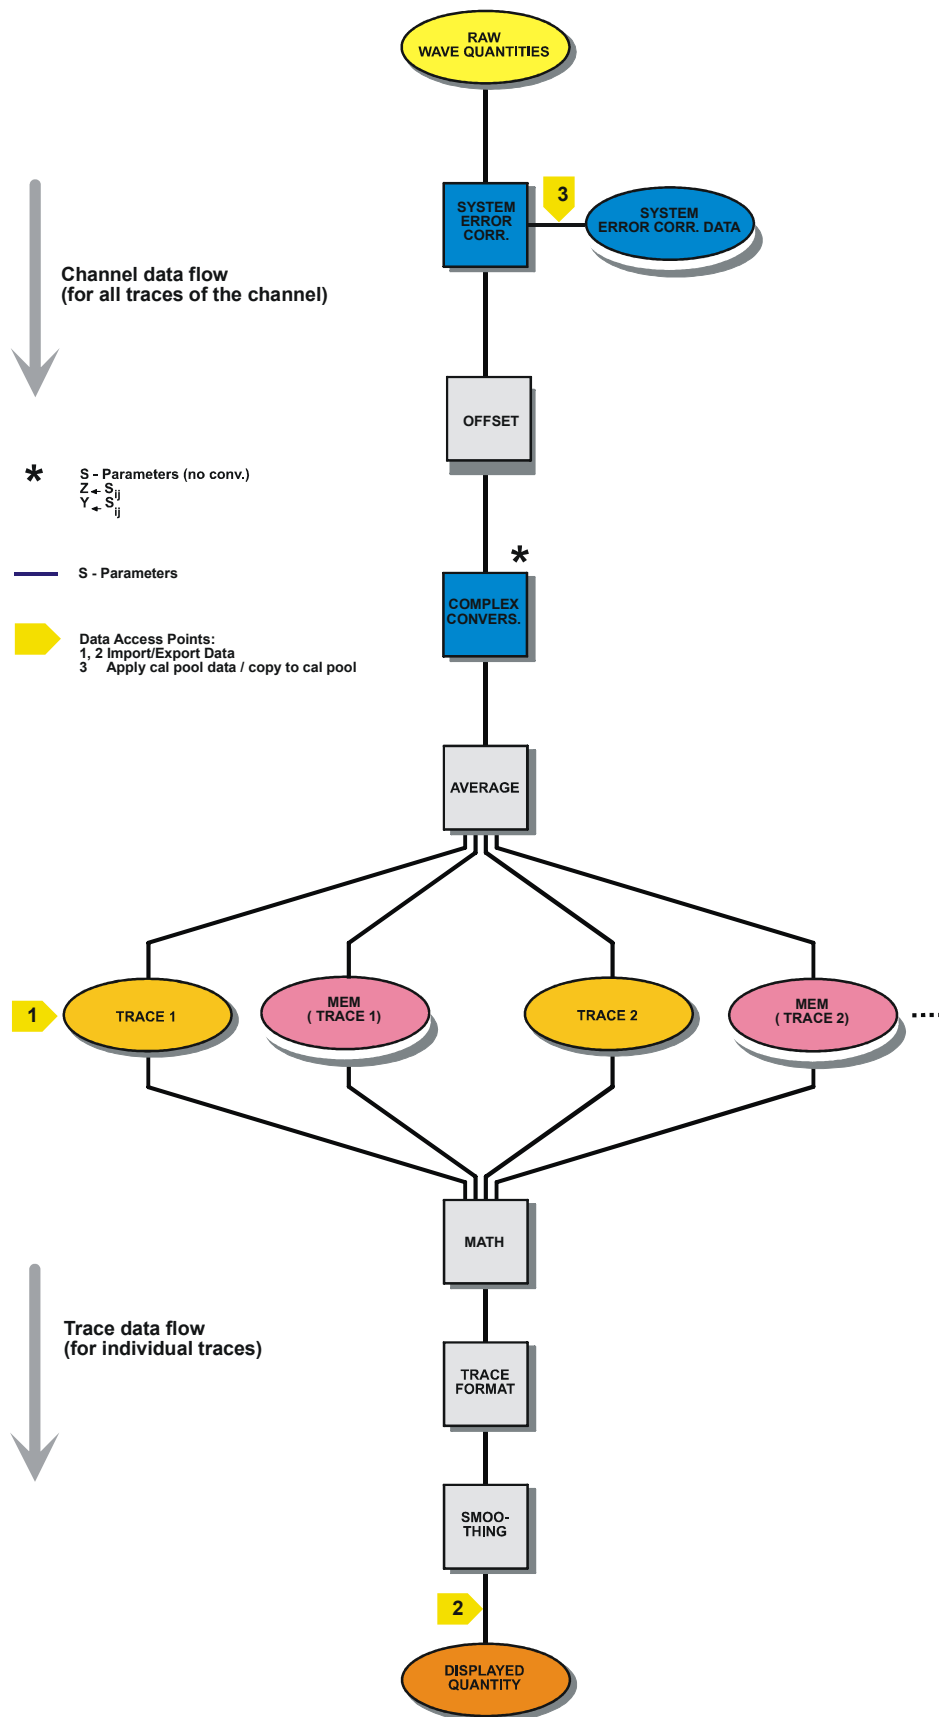 RAW
WAVE QUANTITIES
SYSTEM
ERROR
CORR.
3
SYSTEM
ERROR CORR. DATA
Channel data flow
(for all traces of the channel)
OFFSET
*
S - Parameters (no conv.)
Z ← Sij
Y ← Sij
*
COMPLEX
CONVERS.
S - Parameters
Data Access Points:
1, 2 Import/Export Data
3 Apply cal pool data / copy to cal pool
AVERAGE
1
TRACE 1
MEM
( TRACE 1)
TRACE 2
MEM
( TRACE 2)
....
MATH
Trace data flow
(for individual traces)
TRACE
FORMAT
SMOO-
THING
2
DISPLAYED
QUANTITY